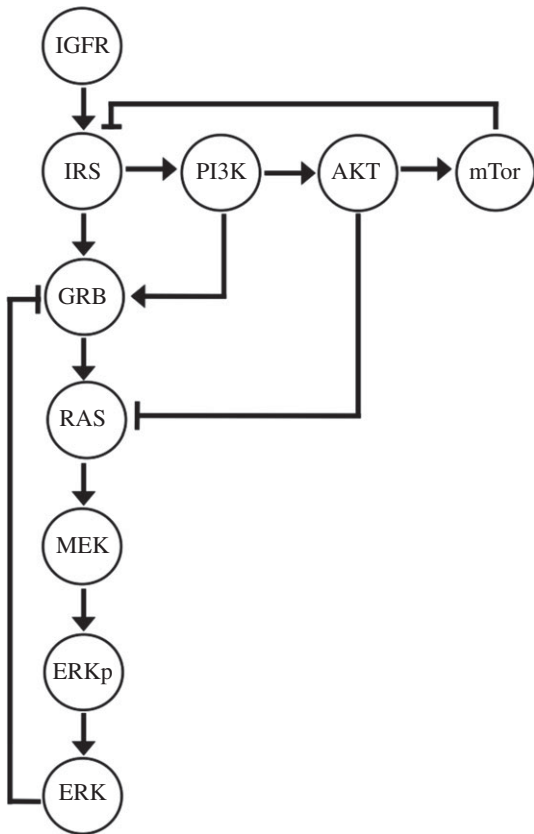 IGFR
IRS
PI3K
AKT
mTor
GRB
RAS
MEK
ERKp
ERK